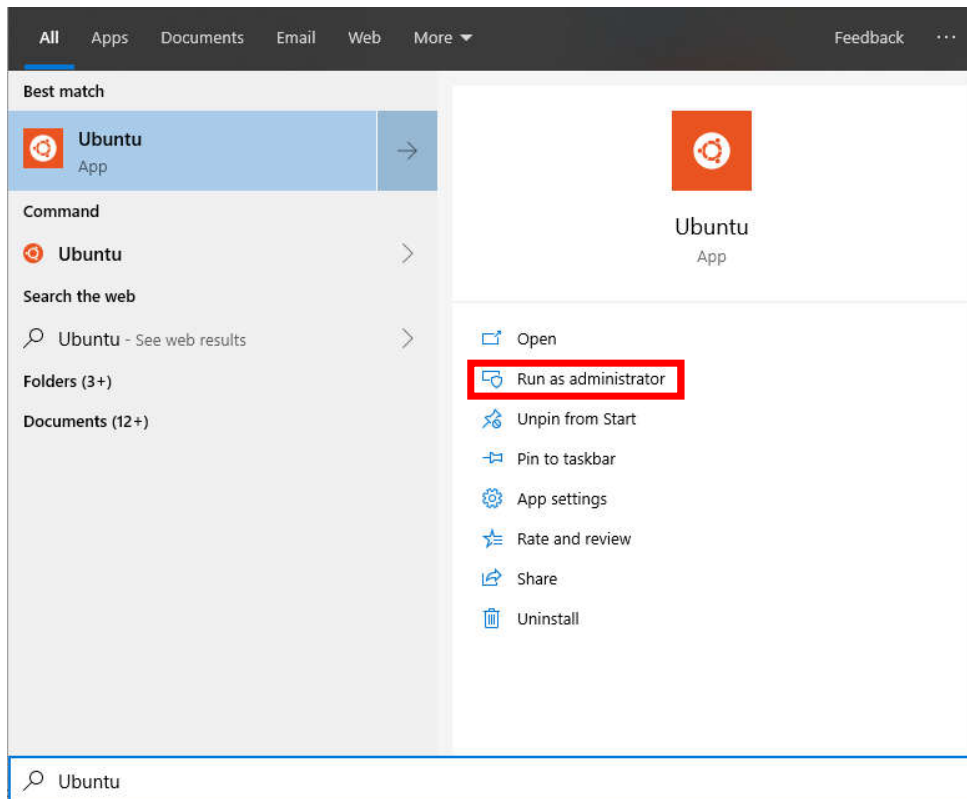 All Apps Documents Email Web More Feedback ...
Best match
Ubuntu
App
Command
Ubuntu
Search the web
Ubuntu - See web results
Folders (3+)
Documents (12+)
Ubuntu
App
Open
Run as administrator
Unpin from Start
Pin to taskbar
App settings
Rate and review
Share
Uninstall
Ubuntu